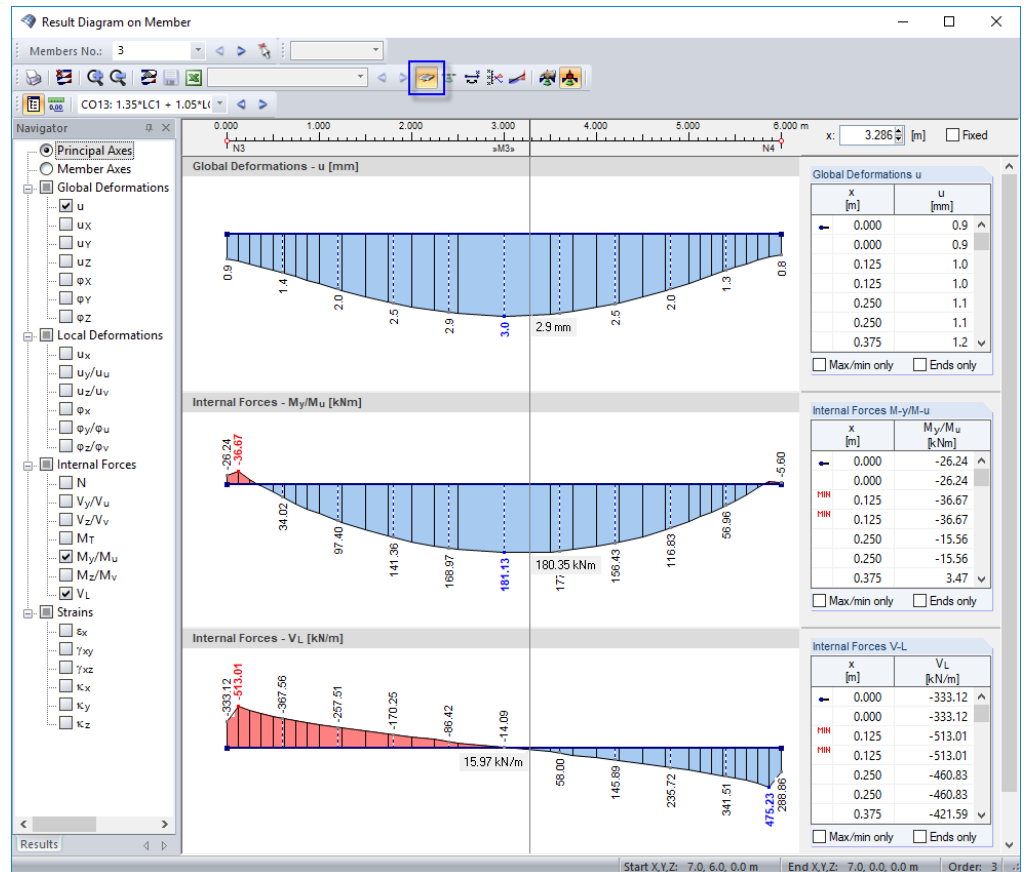 Result Diagram on Member
Members No.: 3
CO13: 1.35*LC1 + 1.05*L(
Navigator
Principal Axes
Member Axes
Global Deformations
u
uX
uY
uZ
φX
φY
φZ
Local Deformations
ux
uy/uu
uz/uv
φx
φy/φu
φz/φv
Internal Forces
N
Vy/Vu
Vz/Vv
MT
My/Mu
Mz/Mv
VL
Strains
εx
γxy
γxz
κx
κy
κz
Results
0.000 1.000 2.000 3.000 4.000 5.000 6.000 m
N3 »M3» N4
x: 3.286 [m] Fixed
Global Deformations - u [mm]
0.9 1.4 2.0 2.5 2.9 3.0 2.9 mm 2.5 2.0 1.3 0.8
Global Deformations u
x u
[m] [mm]
0.000 0.9
0.000 0.9
0.125 1.0
0.125 1.0
0.250 1.1
0.250 1.1
0.375 1.2
Max/min only Ends only
Internal Forces - My/Mu [kNm]
-26.24 -36.67 34.02 97.40 141.36 168.97 181.13 180.35 kNm 177 156.43 116.83 56.96 -5.60
Internal Forces M-y/M-u
x My/Mu
[m] [kNm]
0.000 -26.24
0.000 -26.24
MIN 0.125 -36.67
MIN 0.125 -36.67
0.250 -15.56
0.250 -15.56
0.375 3.47
Max/min only Ends only
Internal Forces - VL [kN/m]
-333.12 -513.01 -367.56 -257.51 -170.25 -86.42 -14.09 15.97 kN/m 58.00 145.89 235.72 341.51 475.23 288.86
Internal Forces V-L
x VL
[m] [kN/m]
0.000 -333.12
0.000 -333.12
MIN 0.125 -513.01
MIN 0.125 -513.01
0.250 -460.83
0.250 -460.83
0.375 -421.59
Max/min only Ends only
Start X,Y,Z: 7.0, 6.0, 0.0 m End X,Y,Z: 7.0, 0.0, 0.0 m Order: 3